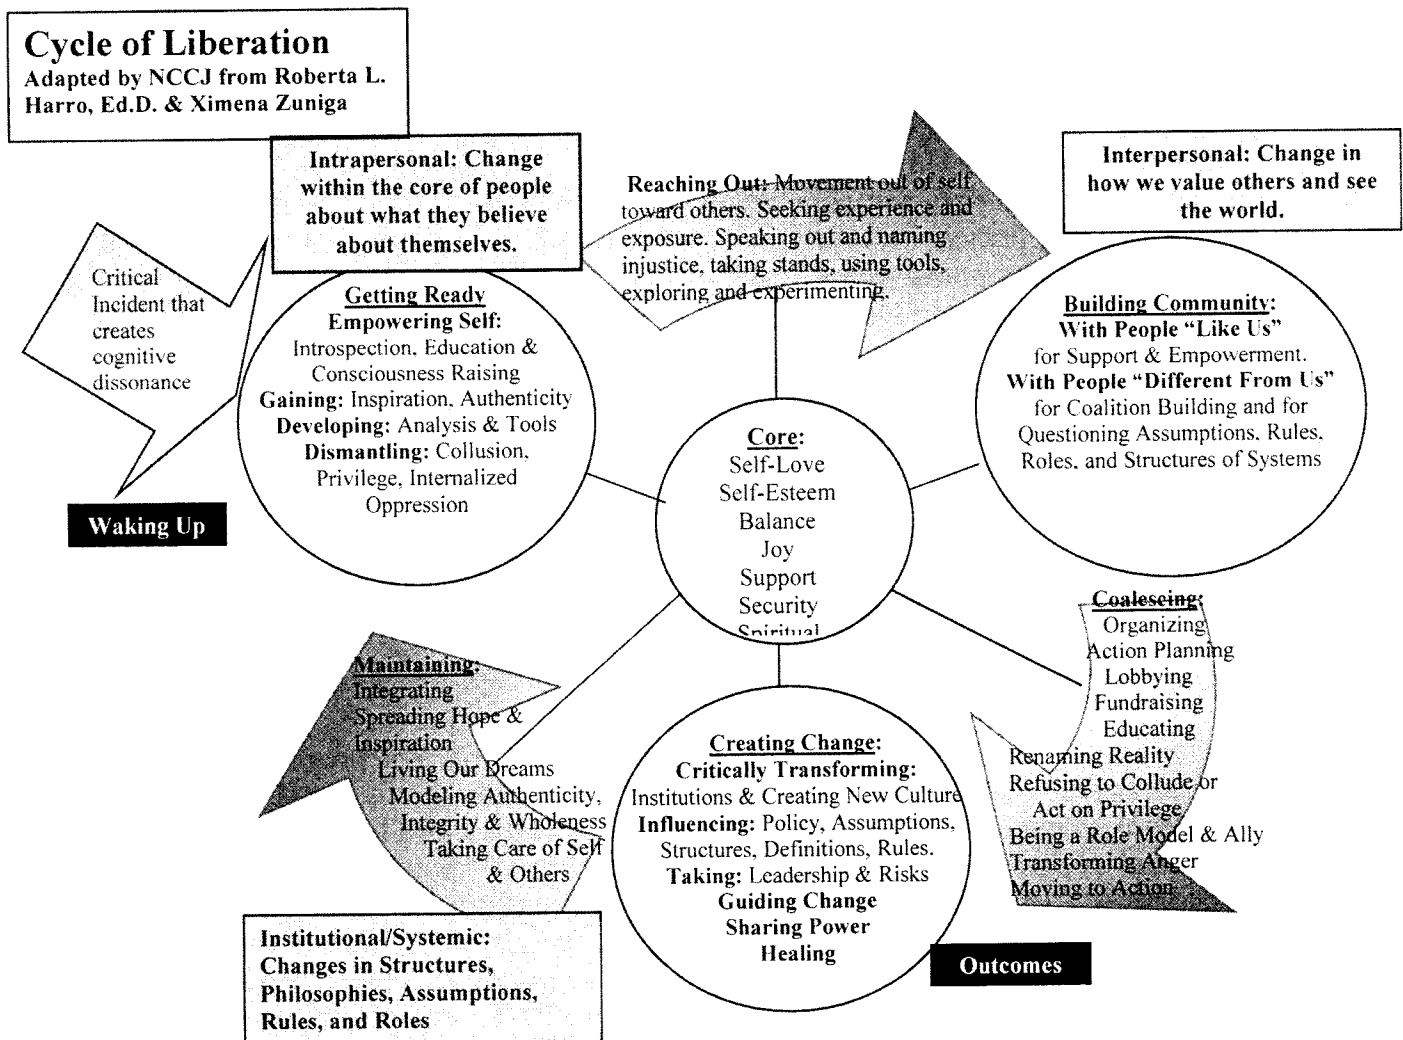 Cycle of Liberation
Adapted by NCCJ from Roberta L.
Harro, Ed.D. & Ximena Zuniga
Intrapersonal: Change
within the core of people
about what they believe
about themselves.
Reaching Out: Movement out of self
toward others. Seeking experience and
exposure. Speaking out and naming
injustice, taking stands, using tools,
exploring and experimenting.
Interpersonal: Change in
how we value others and see
the world.
Critical
Incident that
creates
cognitive
dissonance
Waking Up
Getting Ready
Empowering Self:
Introspection, Education &
Consciousness Raising
Gaining: Inspiration, Authenticity
Developing: Analysis & Tools
Dismantling: Collusion,
Privilege, Internalized
Oppression
Building Community:
With People “Like Us”
for Support & Empowerment.
With People “Different From Us”
for Coalition Building and for
Questioning Assumptions, Rules,
Roles, and Structures of Systems
Core:
Self-Love
Self-Esteem
Balance
Joy
Support
Security
Spiritual
Coalescing:
Organizing
Action Planning
Lobbying
Fundraising
Educating
Renaming Reality
Refusing to Collude or
Act on Privilege
Being a Role Model & Ally
Transforming Anger
Moving to Action
Creating Change:
Critically Transforming:
Institutions & Creating New Culture
Influencing: Policy, Assumptions,
Structures, Definitions, Rules.
Taking: Leadership & Risks
Guiding Change
Sharing Power
Healing
Outcomes
Maintaining:
Integrating
Spreading Hope &
Inspiration
Living Our Dreams
Modeling Authenticity,
Integrity & Wholeness
Taking Care of Self
& Others
Institutional/Systemic:
Changes in Structures,
Philosophies, Assumptions,
Rules, and Roles